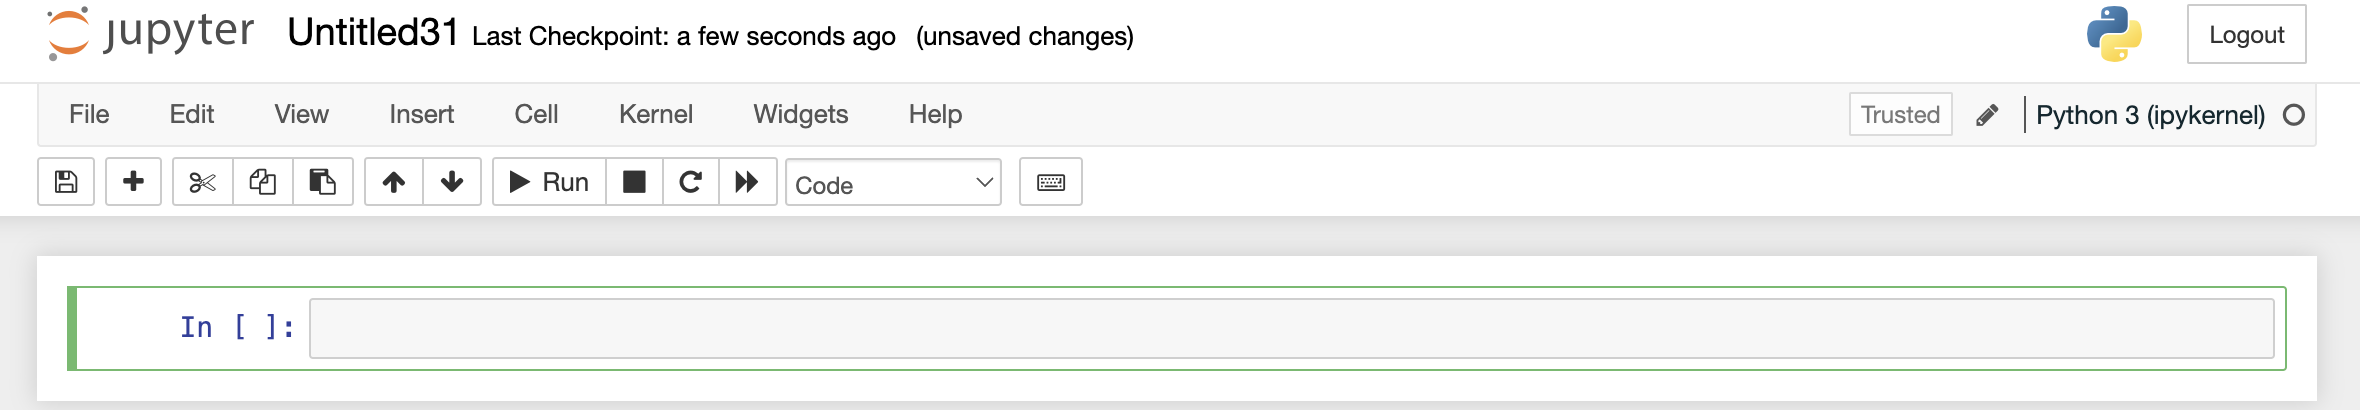 jupyter Untitled31 Last Checkpoint: a few seconds ago (unsaved changes) Logout
File Edit View Insert Cell Kernel Widgets Help Trusted Python 3 (ipykernel)
Run Code
In [ ]: